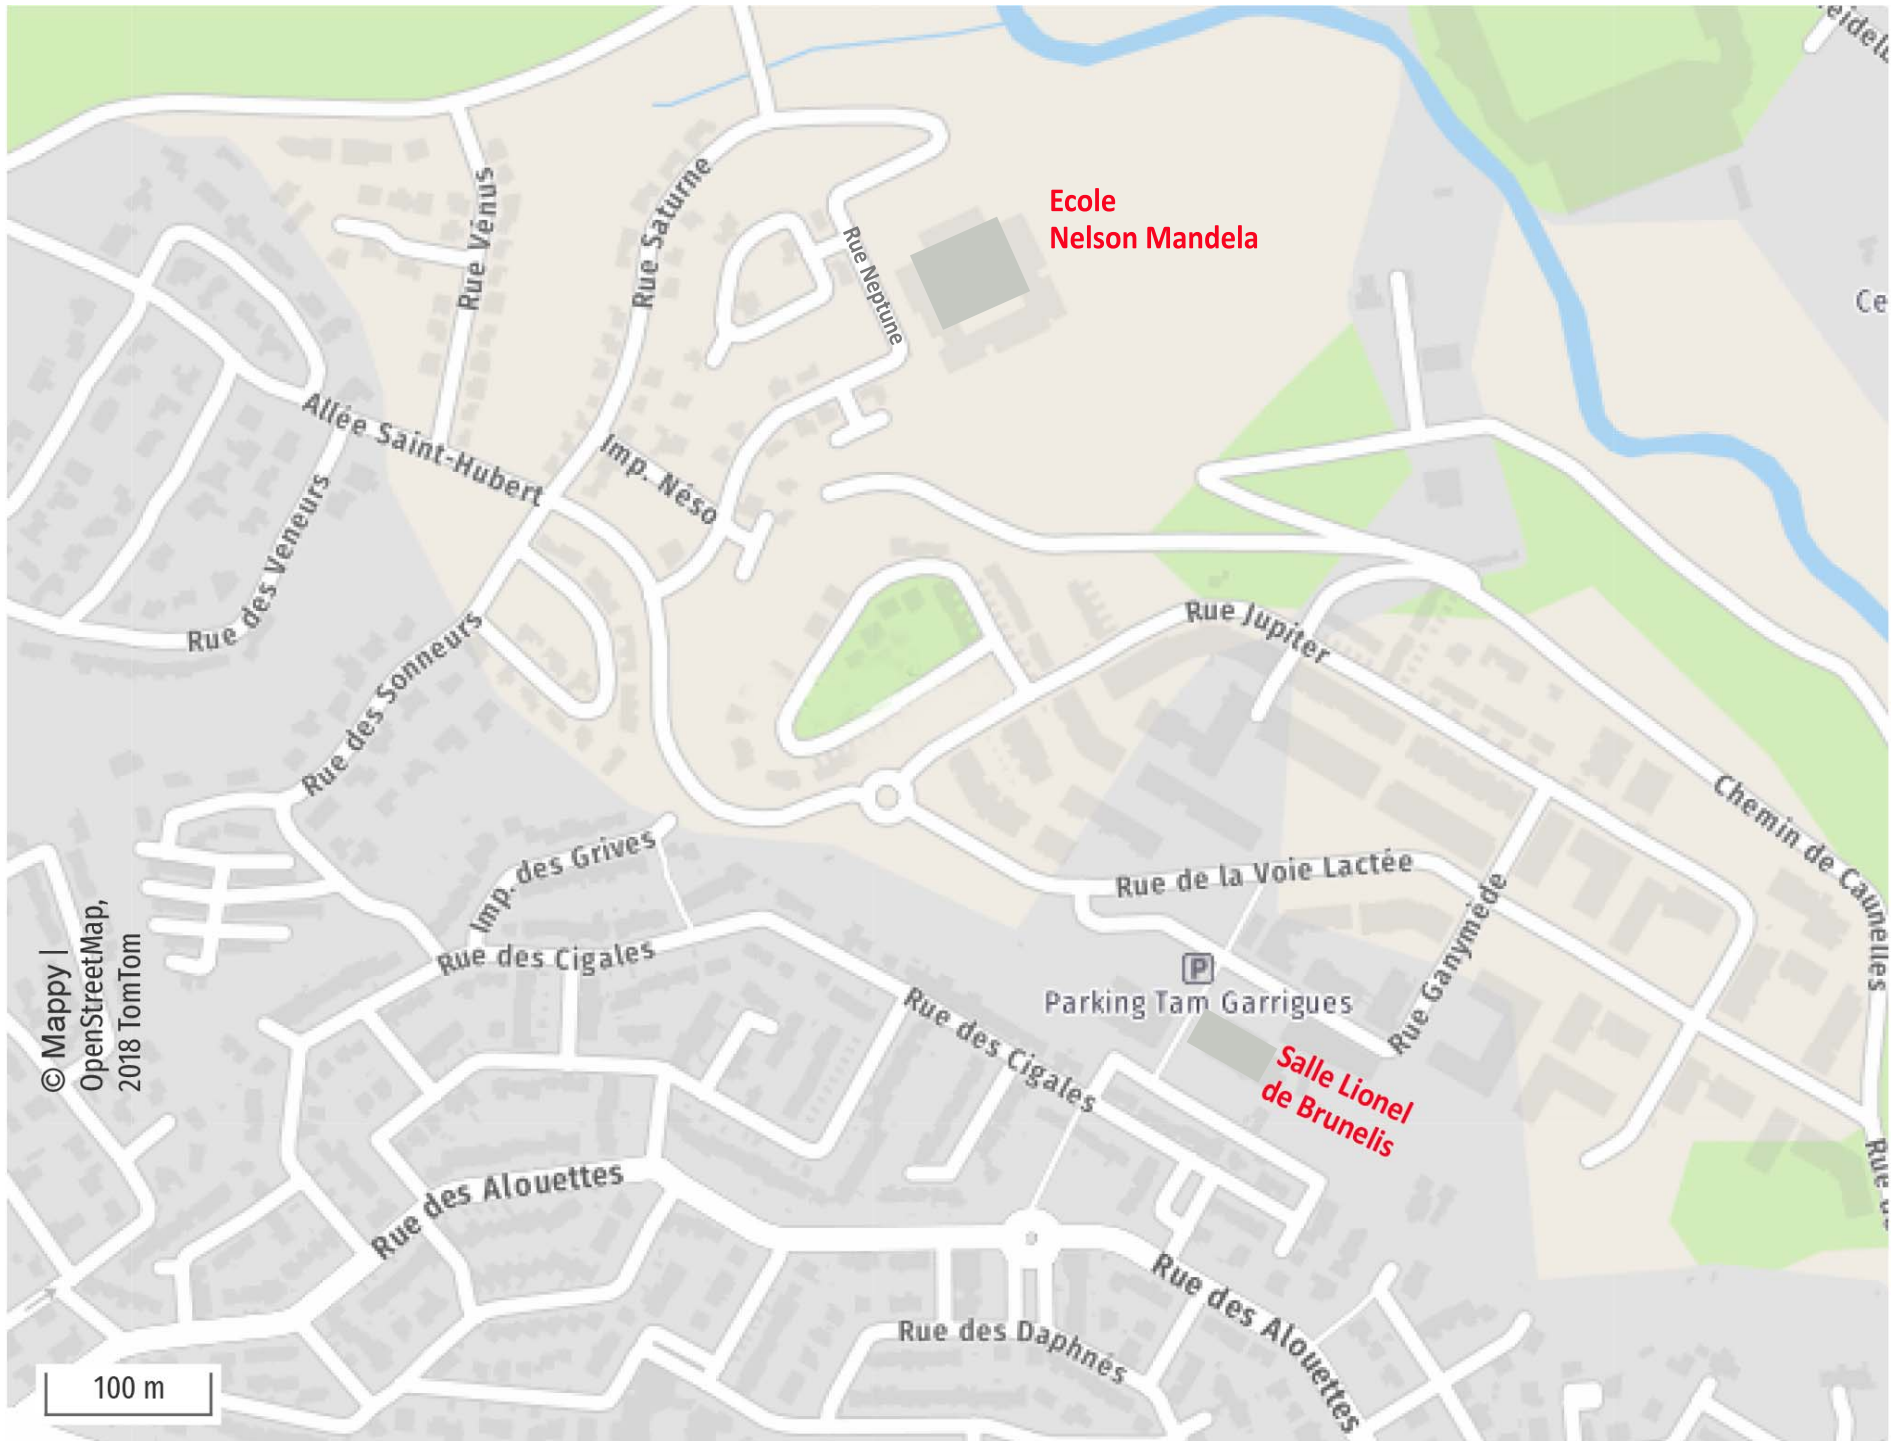 eidelb
Rue Vénus
Rue Saturne
Ecole
Nelson Mandela
Rue Neptune
Ce
Allée Saint-Hubert
Imp. Néso
Rue des Veneurs
Rue des Sonneurs
Rue Jupiter
Chemin de Caunelles
Imp. des Grives
Rue de la Voie Lactée
Rue Ganymède
Rue des Cigales
P
Parking Tam Garrigues
Rue des Cigales
Salle Lionel
de Brunelis
© Mappy |
OpenStreetMap,
2018 TomTom
Rue des Alouettes
Rue
Rue des Alouettes
Rue des Daphnés
100 m